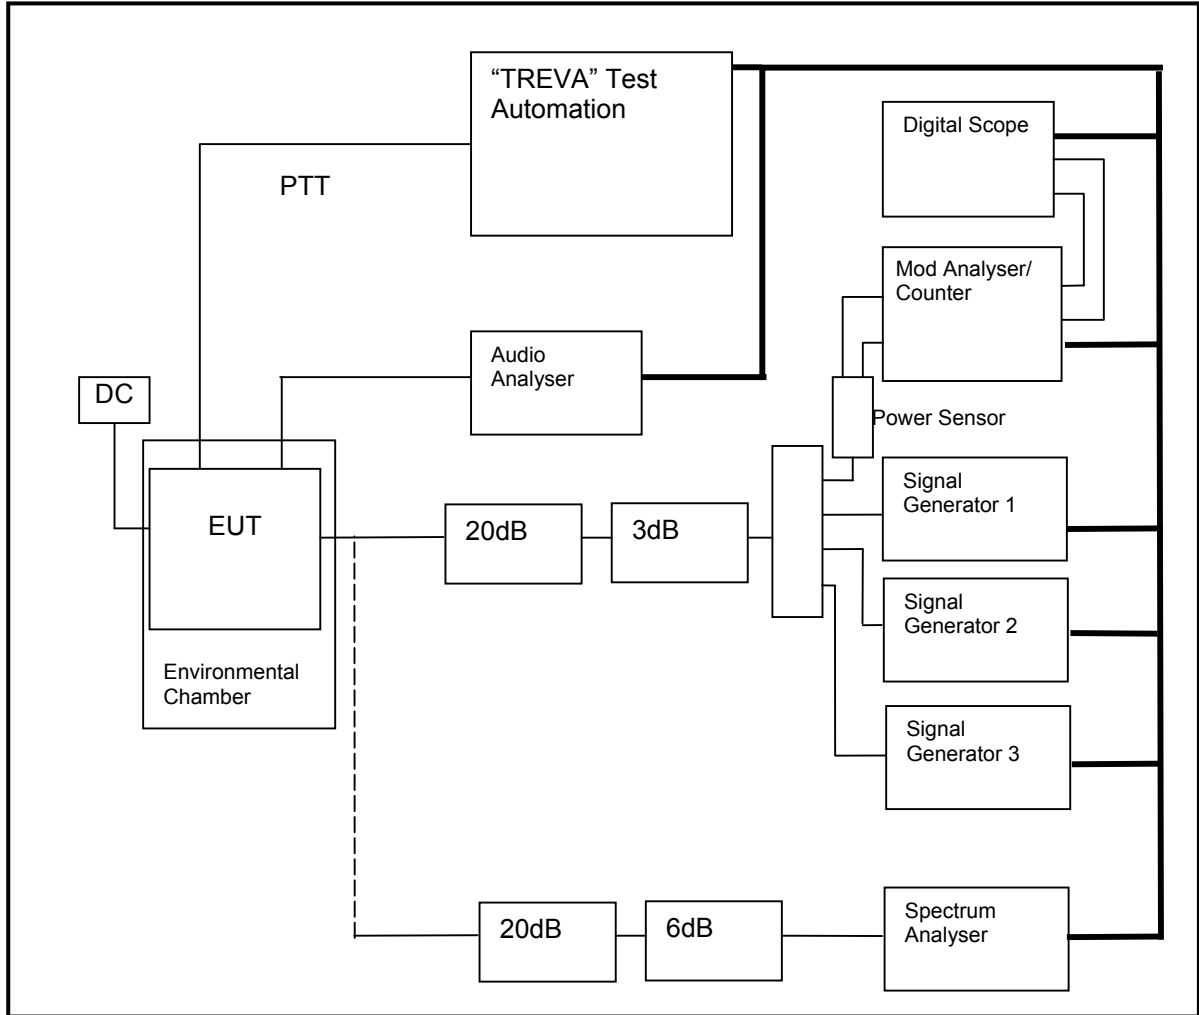 “TREVA” Test
Automation
Digital Scope
PTT
Mod Analyser/
Counter
Audio
Analyser
DC
Power Sensor
Signal
Generator 1
EUT
20dB
3dB
Signal
Generator 2
Environmental
Chamber
Signal
Generator 3
20dB
6dB
Spectrum
Analyser